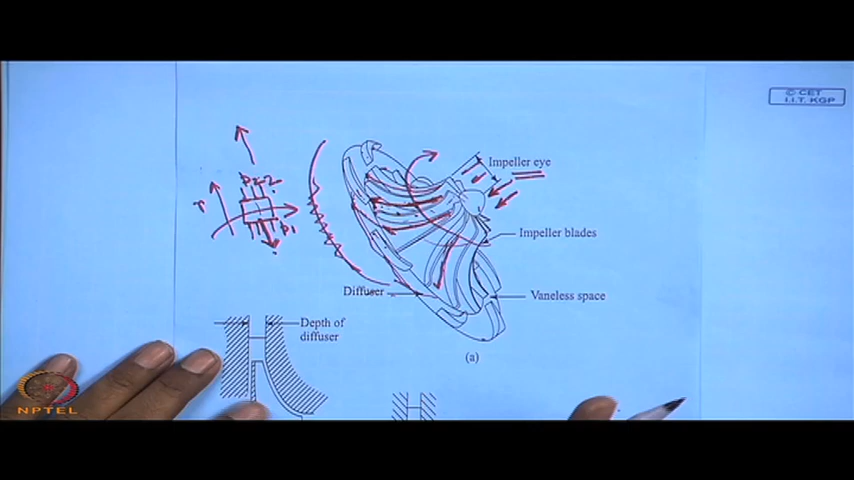 © CET
I.I.T. KGP
Impeller eye
Impeller blades
Diffuser
Vaneless space
Depth of
diffuser
(a)
NPTEL